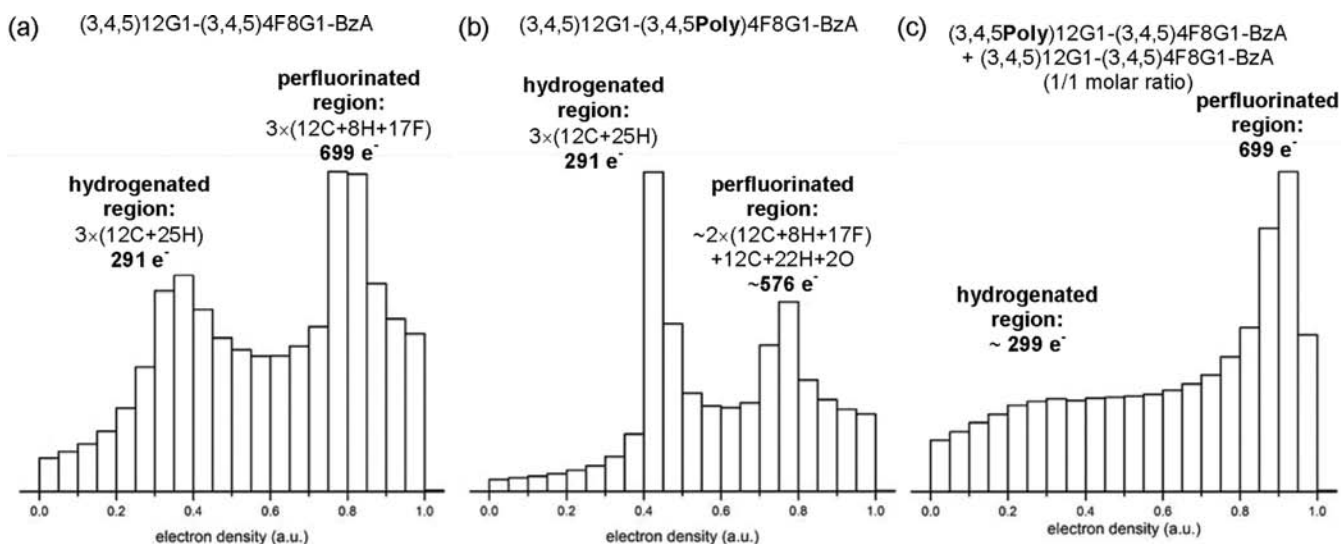 (a) (3,4,5)12G1-(3,4,5)4F8G1-BzA
perfluorinated
region:
3×(12C+8H+17F)
699 e-
hydrogenated
region:
3×(12C+25H)
291 e-
0.0 0.2 0.4 0.6 0.8 1.0
electron density (a.u.)
(b) (3,4,5)12G1-(3,4,5Poly)4F8G1-BzA
hydrogenated
region:
3×(12C+25H)
291 e-
perfluorinated
region:
~2×(12C+8H+17F)
+12C+22H+2O
~576 e-
0.0 0.2 0.4 0.6 0.8 1.0
electron density (a.u.)
(c) (3,4,5Poly)12G1-(3,4,5)4F8G1-BzA
+ (3,4,5)12G1-(3,4,5)4F8G1-BzA
(1/1 molar ratio)
perfluorinated
region:
699 e-
hydrogenated
region:
~ 299 e-
0.0 0.2 0.4 0.6 0.8 1.0
electron density (a.u.)